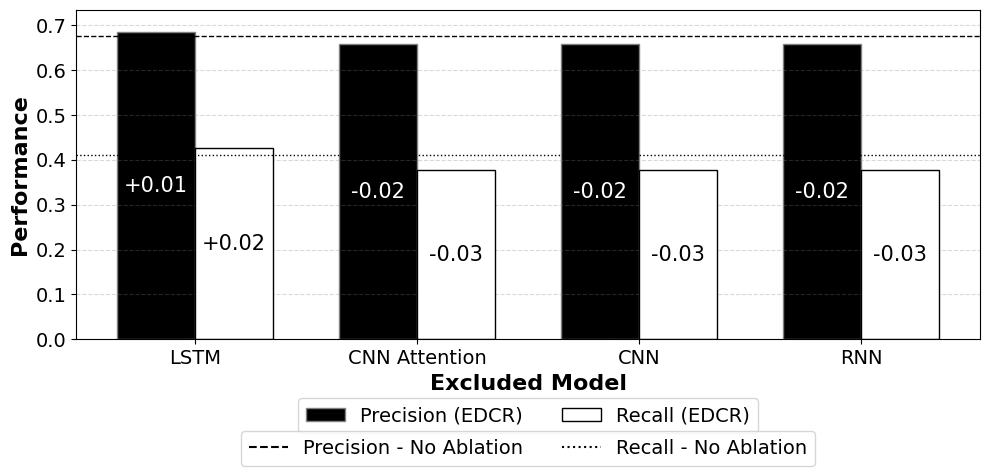 Performance
0.7
0.6
0.5
0.4
0.3
0.2
0.1
0.0
+0.01
+0.02
-0.02
-0.03
-0.02
-0.03
-0.02
-0.03
LSTM
CNN Attention
CNN
RNN
Excluded Model
Precision (EDCR)
Recall (EDCR)
Precision - No Ablation
Recall - No Ablation